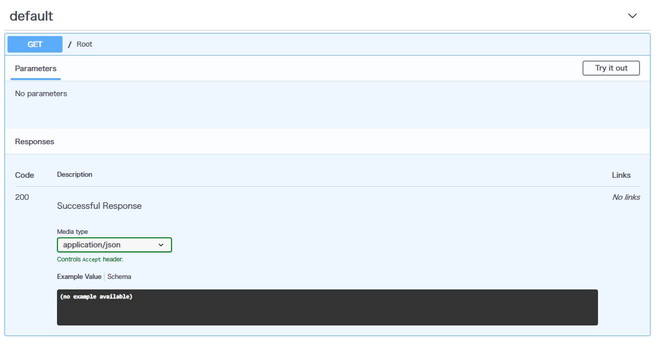 default
GET / Root
Parameters Try it out
No parameters
Responses
Code Description Links
200 Successful Response No links
Media type
application/json
Controls Accept header.
Example Value Schema
(no example available)